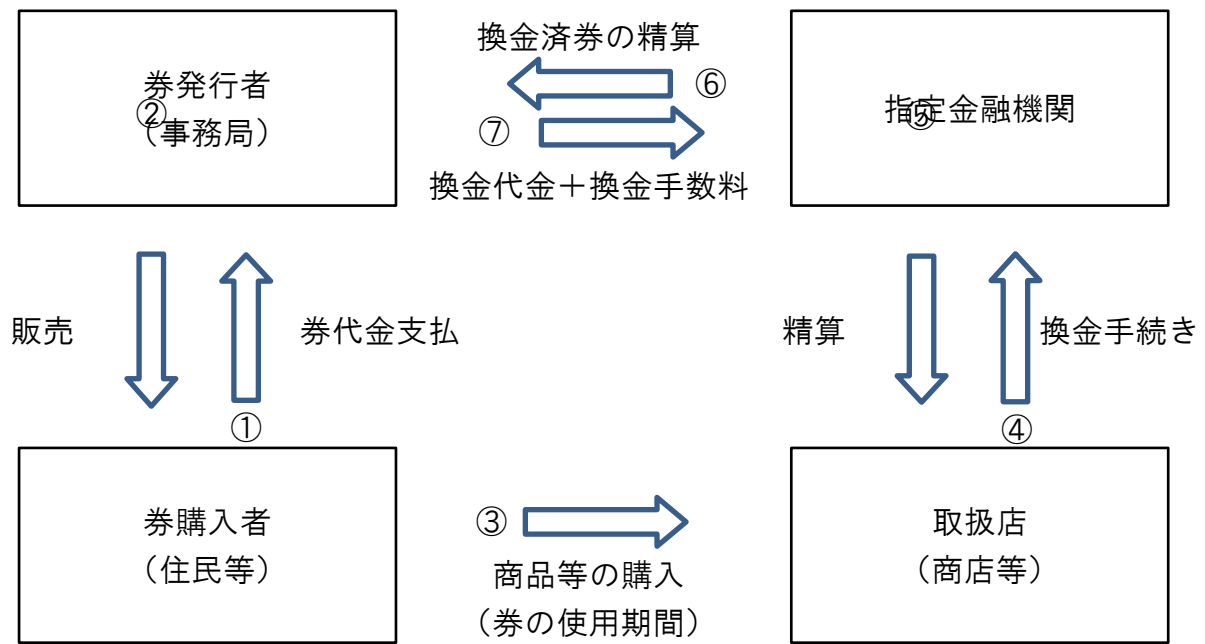 換金済券の精算
⑥
券発行者
②
（事務局）
指定金融機関
⑤
⑦
換金代金＋換金手数料
販売
券代金支払
精算
換金手続き
①
④
券購入者
（住民等）
③
商品等の購入
（券の使用期間）
取扱店
（商店等）